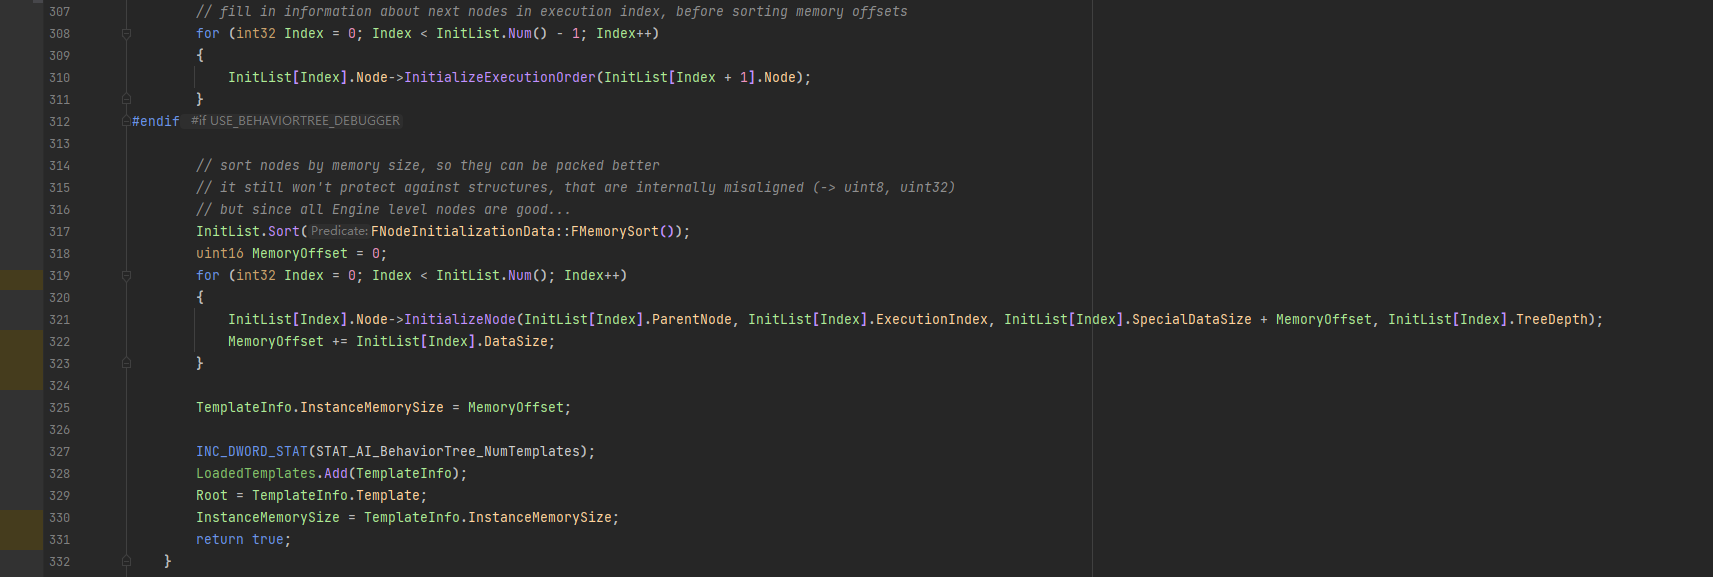 307 // fill in information about next nodes in execution index, before sorting memory offsets
308 for (int32 Index = 0; Index < InitList.Num() - 1; Index++)
309 {
310 InitList[Index].Node->InitializeExecutionOrder(InitList[Index + 1].Node);
311 }
312 #endif #if USE_BEHAVIORTREE_DEBUGGER
313
314 // sort nodes by memory size, so they can be packed better
315 // it still won't protect against structures, that are internally misaligned (-> uint8, uint32)
316 // but since all Engine level nodes are good...
317 InitList.Sort( Predicate: FNodeInitializationData::FMemorySort());
318 uint16 MemoryOffset = 0;
319 for (int32 Index = 0; Index < InitList.Num(); Index++)
320 {
321 InitList[Index].Node->InitializeNode(InitList[Index].ParentNode, InitList[Index].ExecutionIndex, InitList[Index].SpecialDataSize + MemoryOffset, InitList[Index].TreeDepth);
322 MemoryOffset += InitList[Index].DataSize;
323 }
324
325 TemplateInfo.InstanceMemorySize = MemoryOffset;
326
327 INC_DWORD_STAT(STAT_AI_BehaviorTree_NumTemplates);
328 LoadedTemplates.Add(TemplateInfo);
329 Root = TemplateInfo.Template;
330 InstanceMemorySize = TemplateInfo.InstanceMemorySize;
331 return true;
332 }